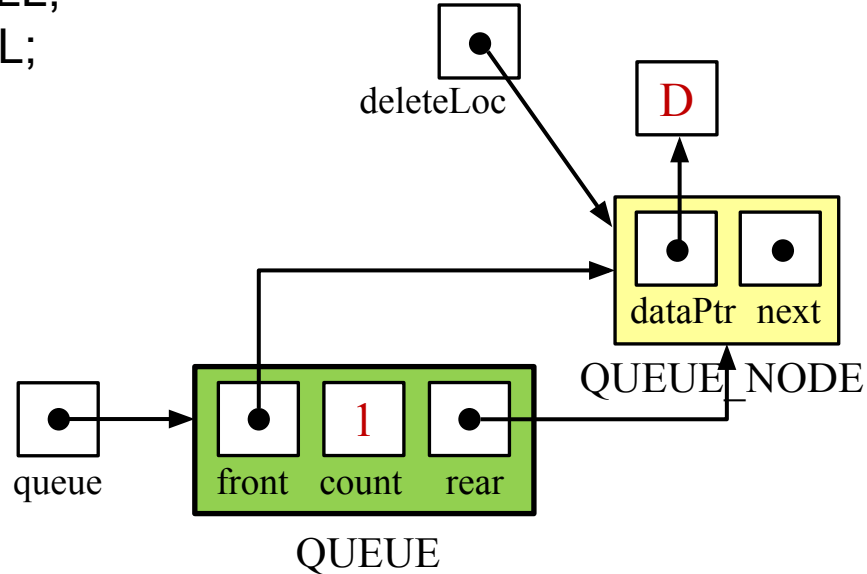 L;
deleteLoc
D
dataPtr next
QUEUE_NODE
1
queue
front count rear
QUEUE